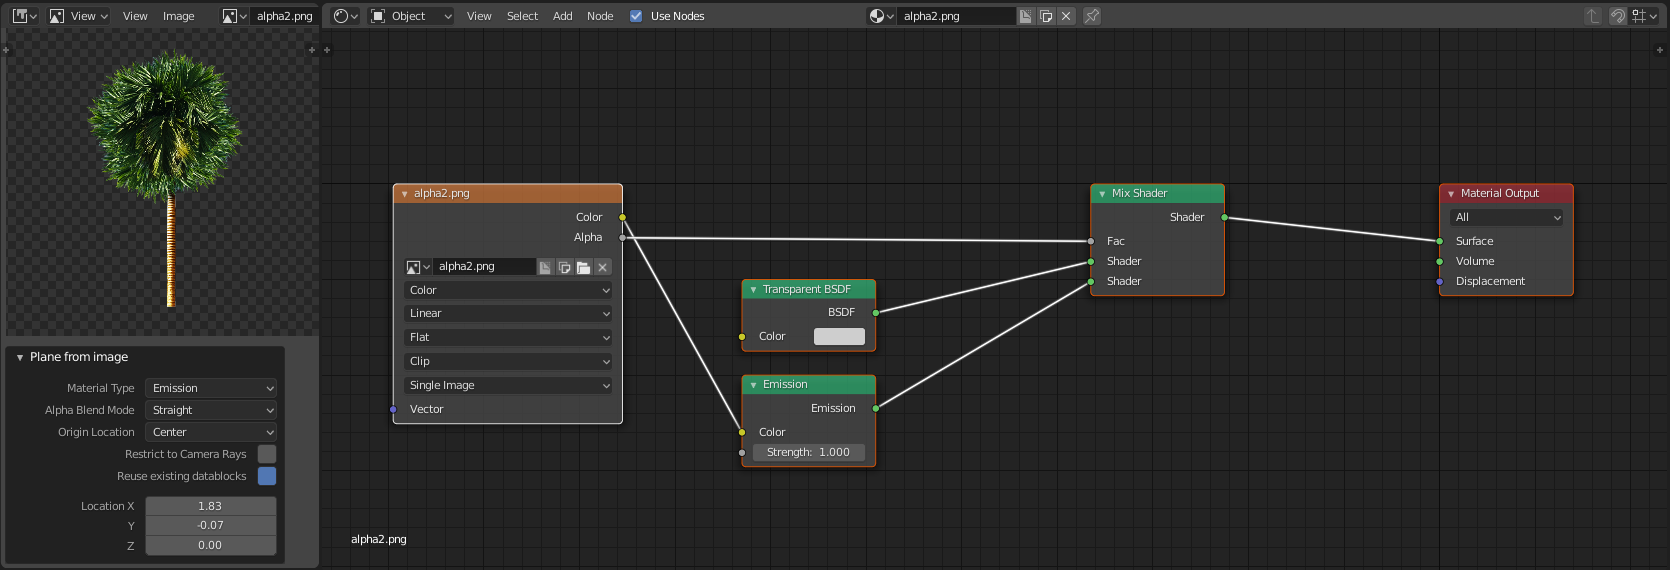 View View Image alpha2.png
Object View Select Add Node Use Nodes alpha2.png
alpha2.png
Color
Alpha
alpha2.png
Color
Linear
Flat
Clip
Single Image
Vector
Transparent BSDF
BSDF
Color
Emission
Emission
Color
Strength: 1.000
Mix Shader
Shader
Fac
Shader
Shader
Material Output
All
Surface
Volume
Displacement
Plane from image
Material Type Emission
Alpha Blend Mode Straight
Origin Location Center
Restrict to Camera Rays
Reuse existing datablocks
Location X 1.83
Y -0.07
Z 0.00
alpha2.png